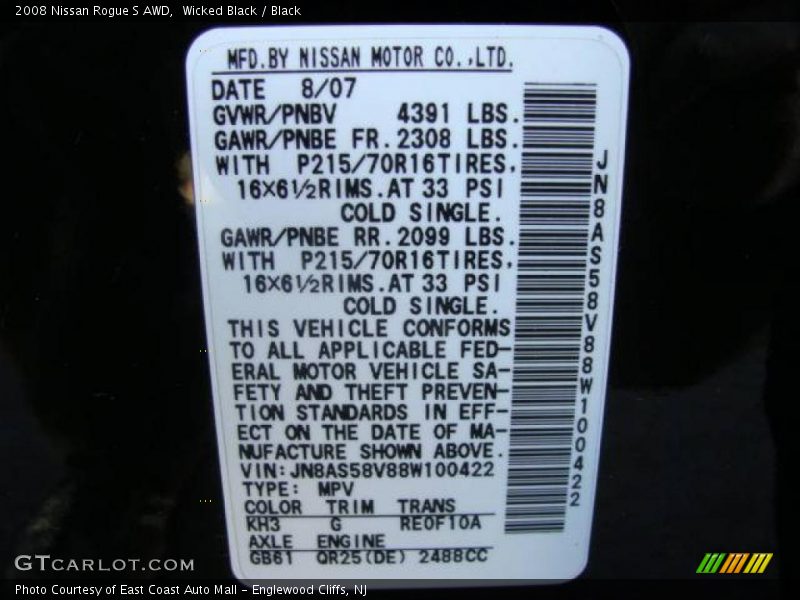 2008 Nissan Rogue S AWD,  Wicked Black / Black
MFD.BY NISSAN MOTOR CO.,LTD.
DATE 8/07
GVWR/PNBV 4391 LBS.
GAWR/PNBE FR.2308 LBS.
WITH P215/70R16TIRES,
16×6½RIMS.AT 33 PSI
COLD SINGLE.
GAWR/PNBE RR.2099 LBS.
WITH P215/70R16TIRES,
16×6½RIMS.AT 33 PSI
COLD SINGLE.
THIS VEHICLE CONFORMS
TO ALL APPLICABLE FED-
ERAL MOTOR VEHICLE SA-
FETY AND THEFT PREVEN-
TION STANDARDS IN EFF-
ECT ON THE DATE OF MA-
NUFACTURE SHOWN ABOVE.
VIN:JN8AS58V88W100422
TYPE: MPV
COLOR TRIM TRANS
KH3 G RE0F10A
AXLE ENGINE
GB61 QR25(DE) 2488CC
JN8AS58V88W100422
GTCARLOT.COM
Photo Courtesy of East Coast Auto Mall - Englewood Cliffs, NJ